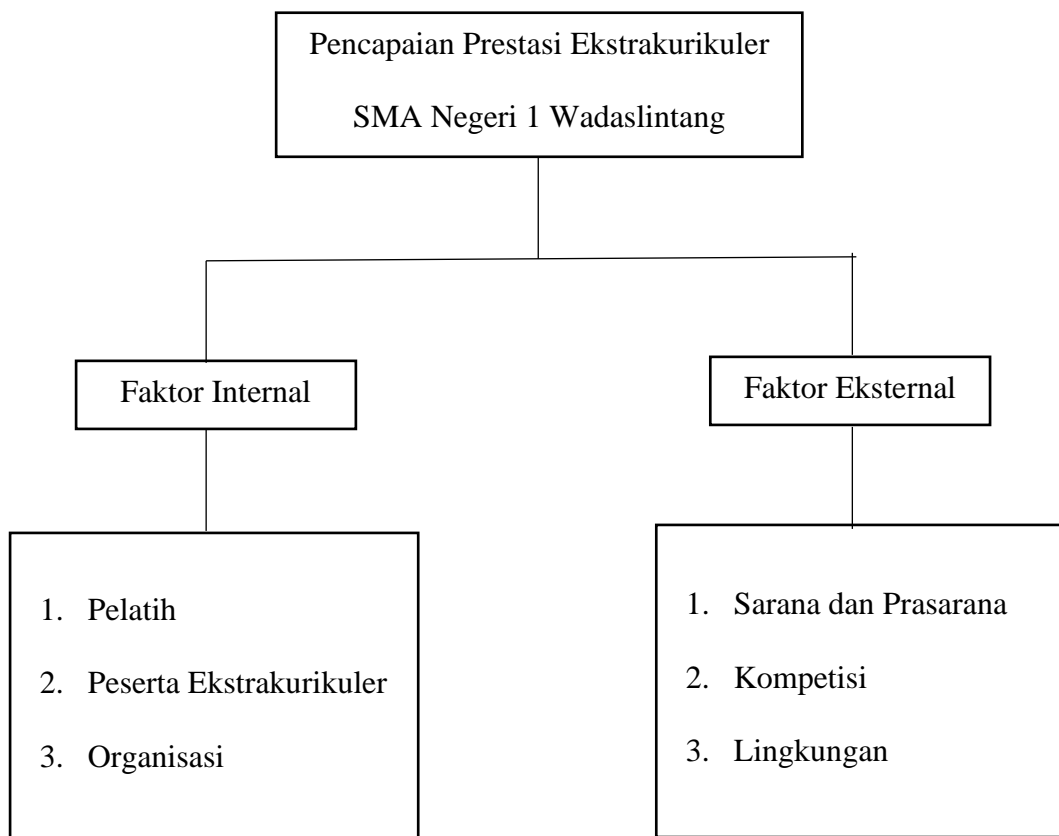 Pencapaian Prestasi Ekstrakurikuler
SMA Negeri 1 Wadaslintang
Faktor Internal
Faktor Eksternal
1. Pelatih
2. Peserta Ekstrakurikuler
3. Organisasi
1. Sarana dan Prasarana
2. Kompetisi
3. Lingkungan